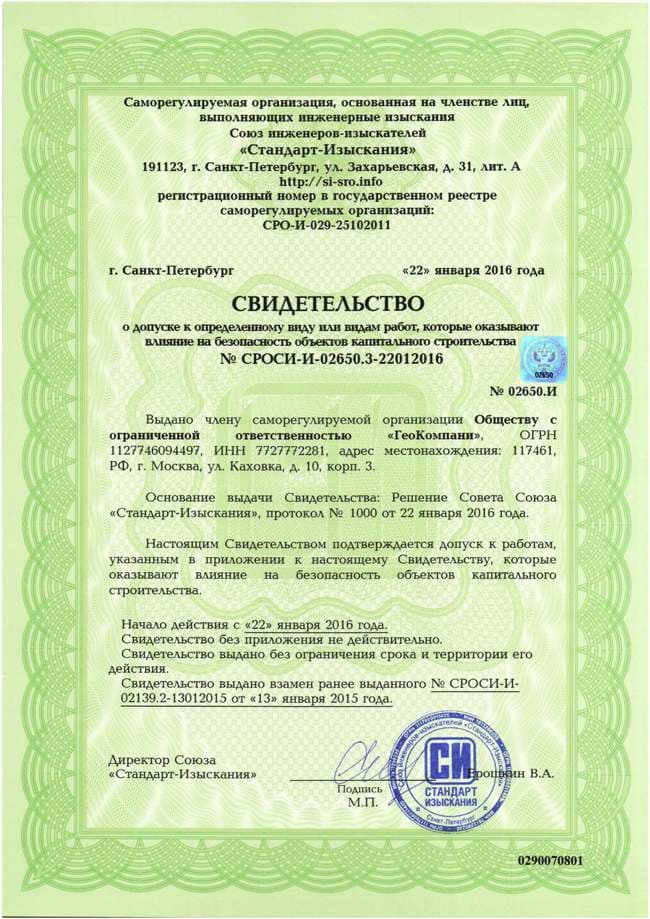 Саморегулируемая организация, основанная на членстве лиц,
выполняющих инженерные изыскания
Союз инженеров-изыскателей
«Стандарт-Изыскания»
191123, г. Санкт-Петербург, ул. Захарьевская, д. 31, лит. А
http://si-sro.info
регистрационный номер в государственном реестре
саморегулируемых организаций:
СРО-И-029-25102011
г. Санкт-Петербург «22» января 2016 года
СВИДЕТЕЛЬСТВО
о допуске к определенному виду или видам работ, которые оказывают
влияние на безопасность объектов капитального строительства
№ СРОСИ-И-02650.3-22012016
02650
№ 02650.И
Выдано члену саморегулируемой организации Обществу с
ограниченной ответственностью «ГеоКомпани», ОГРН
1127746094497, ИНН 7727772281, адрес местонахождения: 117461,
РФ, г. Москва, ул. Каховка, д. 10, корп. 3.
Основание выдачи Свидетельства: Решение Совета Союза
«Стандарт-Изыскания», протокол № 1000 от 22 января 2016 года.
Настоящим Свидетельством подтверждается допуск к работам,
указанным в приложении к настоящему Свидетельству, которые
оказывают влияние на безопасность объектов капитального
строительства.
Начало действия с «22» января 2016 года.
Свидетельство без приложения не действительно.
Свидетельство выдано без ограничения срока и территории его
действия.
Свидетельство выдано взамен ранее выданного № СРОСИ-И-
02139.2-13012015 от «13» января 2015 года.
Директор Союза
«Стандарт-Изыскания» Ерошкин В.А.
Подпись
М.П.
Союз инженеров-изыскателей «Стандарт-Изыскания»
СИ
СТАНДАРТ
ИЗЫСКАНИЯ
Санкт-Петербург
0290070801